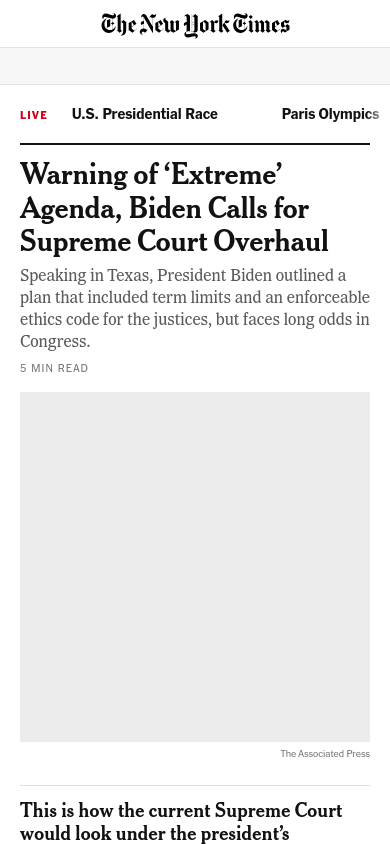 The New York Times
LIVE
U.S. Presidential Race
Paris Olympics
Warning of ‘Extreme’
Agenda, Biden Calls for
Supreme Court Overhaul
Speaking in Texas, President Biden outlined a
plan that included term limits and an enforceable
ethics code for the justices, but faces long odds in
Congress.
5 MIN READ
The Associated Press
This is how the current Supreme Court
would look under the president’s